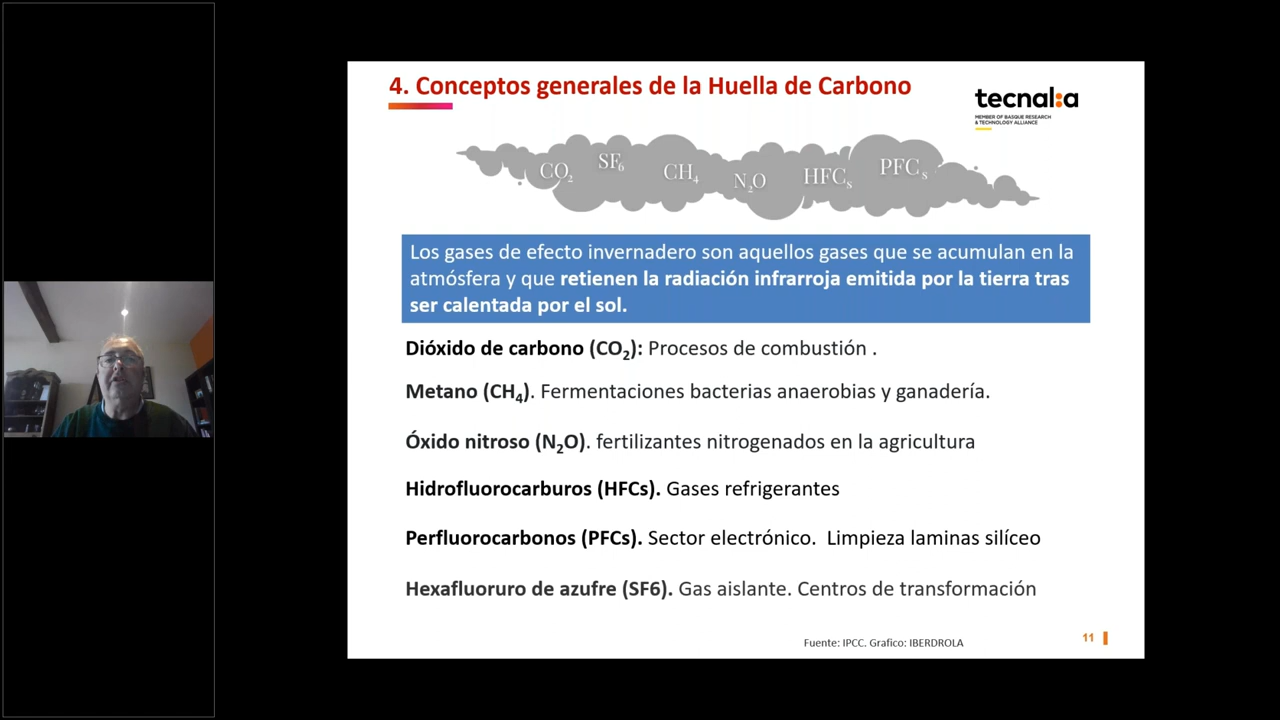 4. Conceptos generales de la Huella de Carbono
tecnal:a
MEMBER OF BASQUE RESEARCH
& TECHNOLOGY ALLIANCE
CO₂ SF₆ CH₄ N₂O HFCₛ PFCₛ
Los gases de efecto invernadero son aquellos gases que se acumulan en la
atmósfera y que retienen la radiación infrarroja emitida por la tierra tras
ser calentada por el sol.
Dióxido de carbono (CO₂): Procesos de combustión .
Metano (CH₄). Fermentaciones bacterias anaerobias y ganadería.
Óxido nitroso (N₂O). fertilizantes nitrogenados en la agricultura
Hidrofluorocarburos (HFCs). Gases refrigerantes
Perfluorocarbonos (PFCs). Sector electrónico. Limpieza laminas silíceo
Hexafluoruro de azufre (SF6). Gas aislante. Centros de transformación
Fuente: IPCC. Grafico: IBERDROLA
11